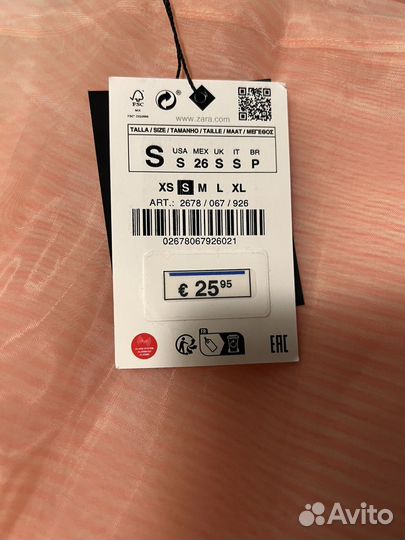 FSC
www.zara.com
TALLA / SIZE / TAMANHO / TAILLE / MAAT / ΜΕΓΕΘΟΣ
S
USA MEX UK IT BR
S 26 S S P
XS S M L XL
ART.: 2678 / 067 / 926
02678067926021
€ 25 95
FR
EAC
Avito